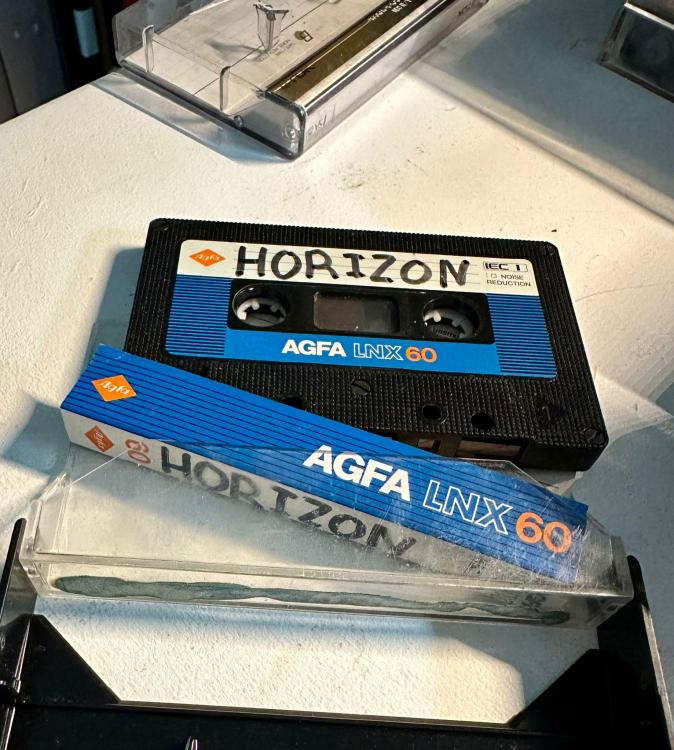 Agfa
HORIZON
IEC I
NOISE
REDUCTION
AGFA LNX 60
Agfa
AGFA LNX 60
60
HORIZON